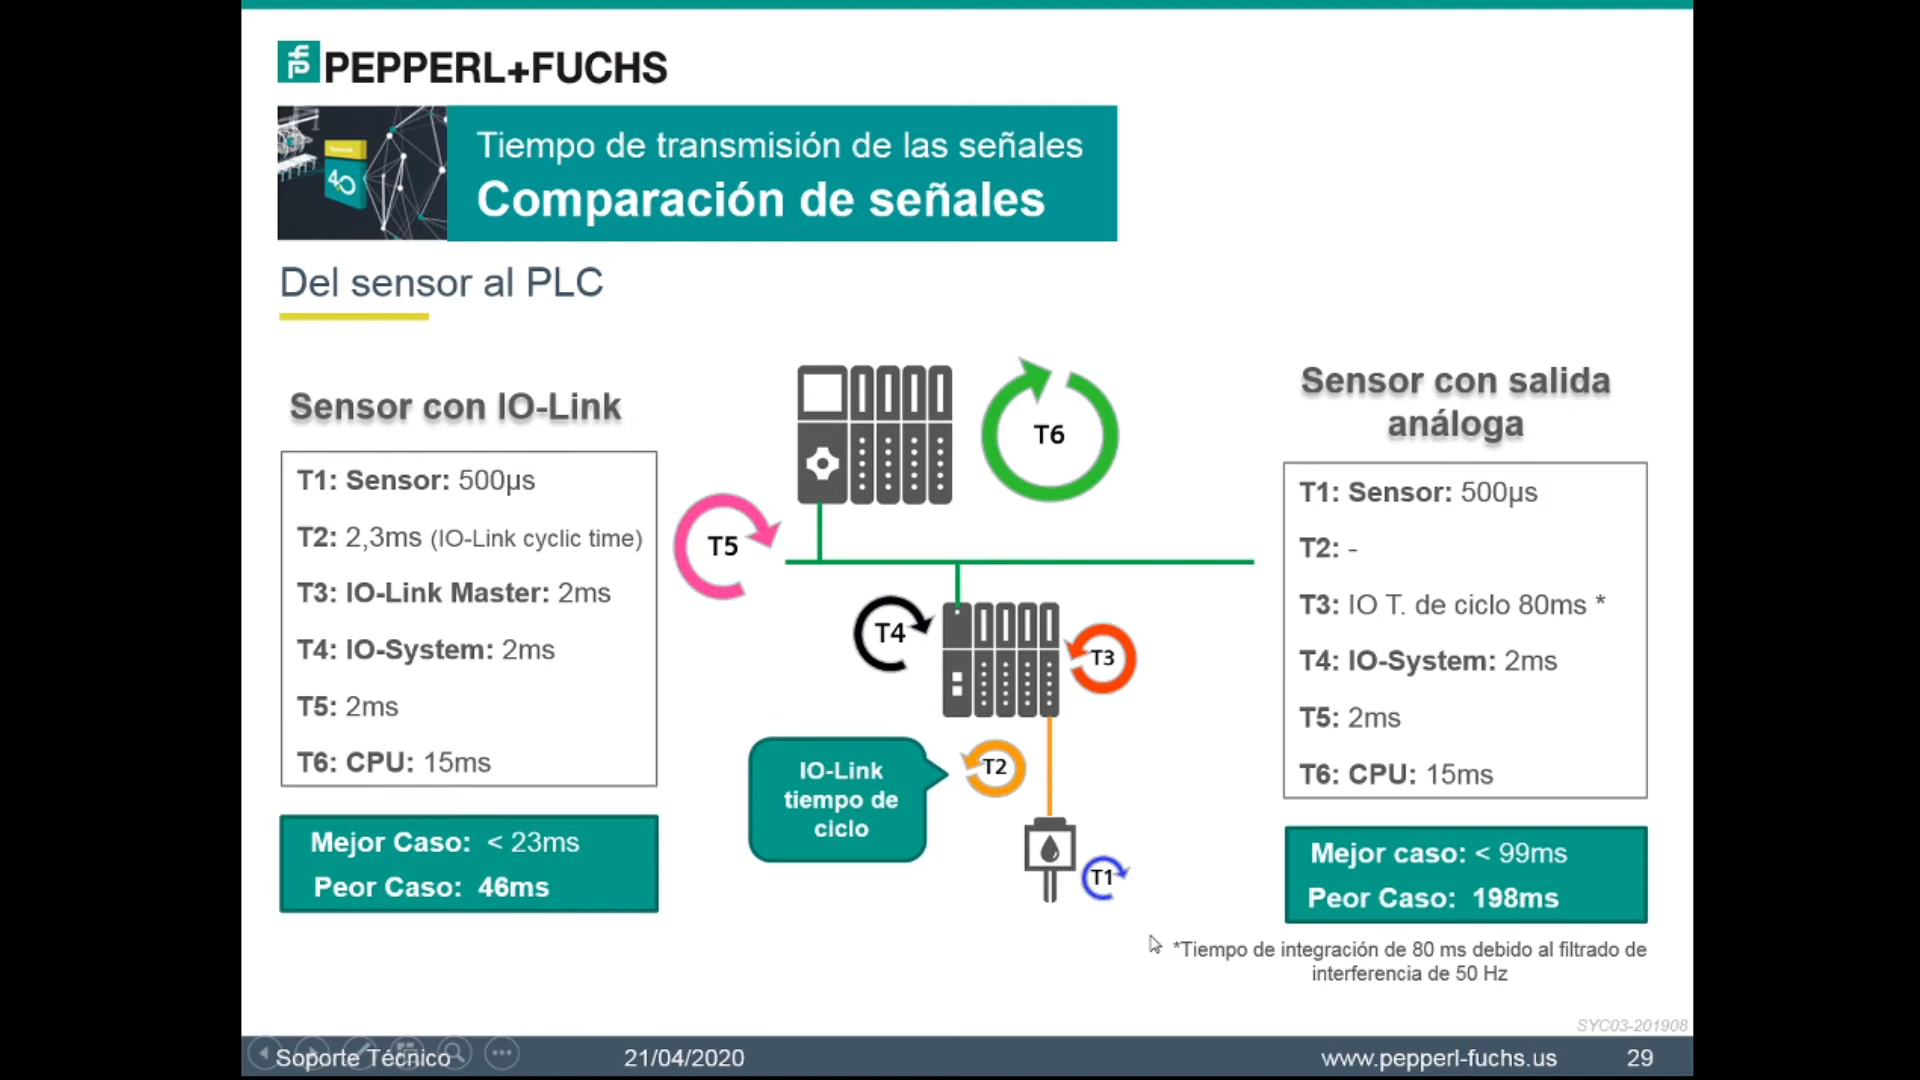 PEPPERL+FUCHS
Tiempo de transmisión de las señales
Comparación de señales
Del sensor al PLC
Sensor con IO-Link
T1: Sensor: 500µs
T2: 2,3ms (IO-Link cyclic time)
T3: IO-Link Master: 2ms
T4: IO-System: 2ms
T5: 2ms
T6: CPU: 15ms
Mejor Caso: < 23ms
Peor Caso: 46ms
T6
T5
T4
T3
T2
IO-Link
tiempo de
ciclo
T1
Sensor con salida
análoga
T1: Sensor: 500µs
T2: -
T3: IO T. de ciclo 80ms *
T4: IO-System: 2ms
T5: 2ms
T6: CPU: 15ms
Mejor caso: < 99ms
Peor Caso: 198ms
*Tiempo de integración de 80 ms debido al filtrado de
interferencia de 50 Hz
SYC03-201908
Soporte Técnico
21/04/2020
www.pepperl-fuchs.us
29